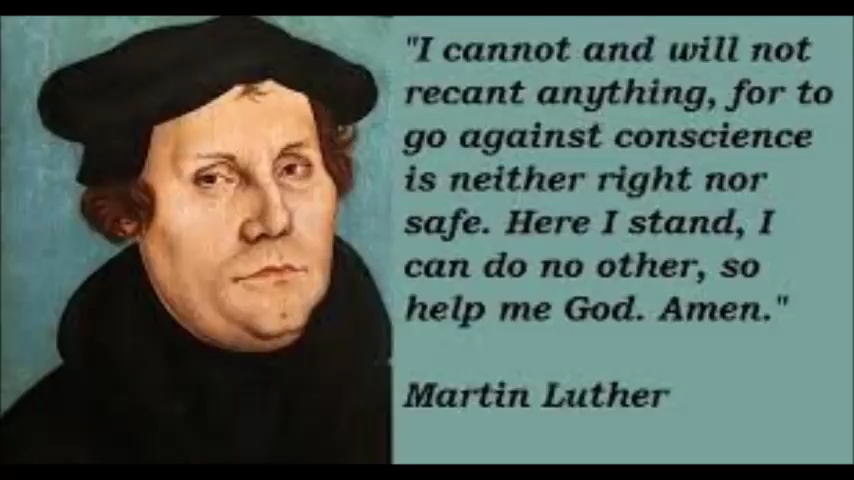 "I cannot and will not
recant anything, for to
go against conscience
is neither right nor
safe. Here I stand, I
can do no other, so
help me God. Amen."
Martin Luther